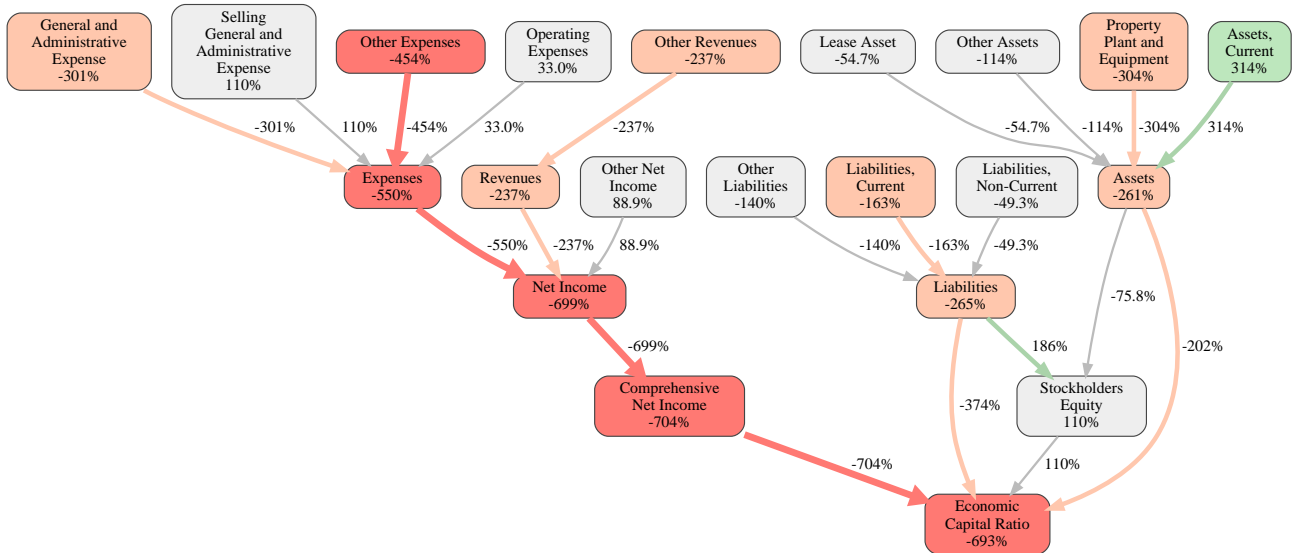 General and
Administrative
Expense
-301%
Selling
General and
Administrative
Expense
110%
Other Expenses
-454%
Operating
Expenses
33.0%
Other Revenues
-237%
Lease Asset
-54.7%
Other Assets
-114%
Property
Plant and
Equipment
-304%
Assets,
Current
314%
-301%
110%
-454%
33.0%
-237%
-54.7%
-114%
-304%
314%
Expenses
-550%
Revenues
-237%
Other Net
Income
88.9%
Other
Liabilities
-140%
Liabilities,
Current
-163%
Liabilities,
Non-Current
-49.3%
Assets
-261%
-550%
-237%
88.9%
-140%
-163%
-49.3%
Net Income
-699%
Liabilities
-265%
-75.8%
-699%
186%
-202%
Comprehensive
Net Income
-704%
-374%
Stockholders
Equity
110%
-704%
110%
Economic
Capital Ratio
-693%